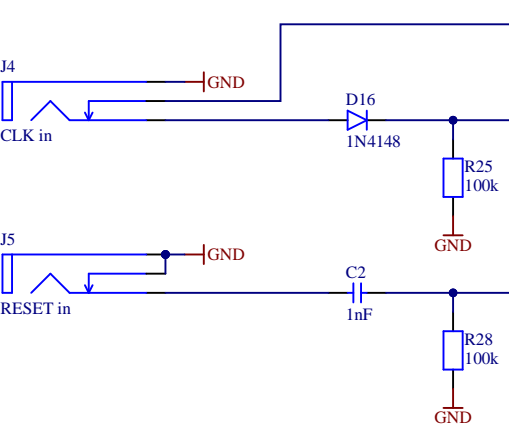 J4
GND
D16
CLK in
1N4148
R25
100k
J5
GND
GND
C2
RESET in
1nF
R28
100k
GND